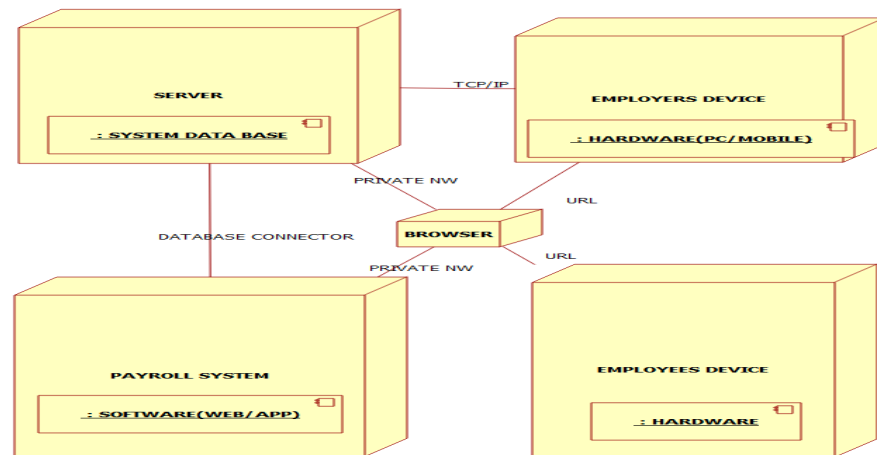 TCP/IP
SERVER
EMPLOYERS DEVICE
: SYSTEM DATA BASE
: HARDWARE(PC/MOBILE)
PRIVATE NW
URL
BROWSER
DATABASE CONNECTOR
URL
PRIVATE NW
PAYROLL SYSTEM
EMPLOYEES DEVICE
: SOFTWARE(WEB/APP)
: HARDWARE